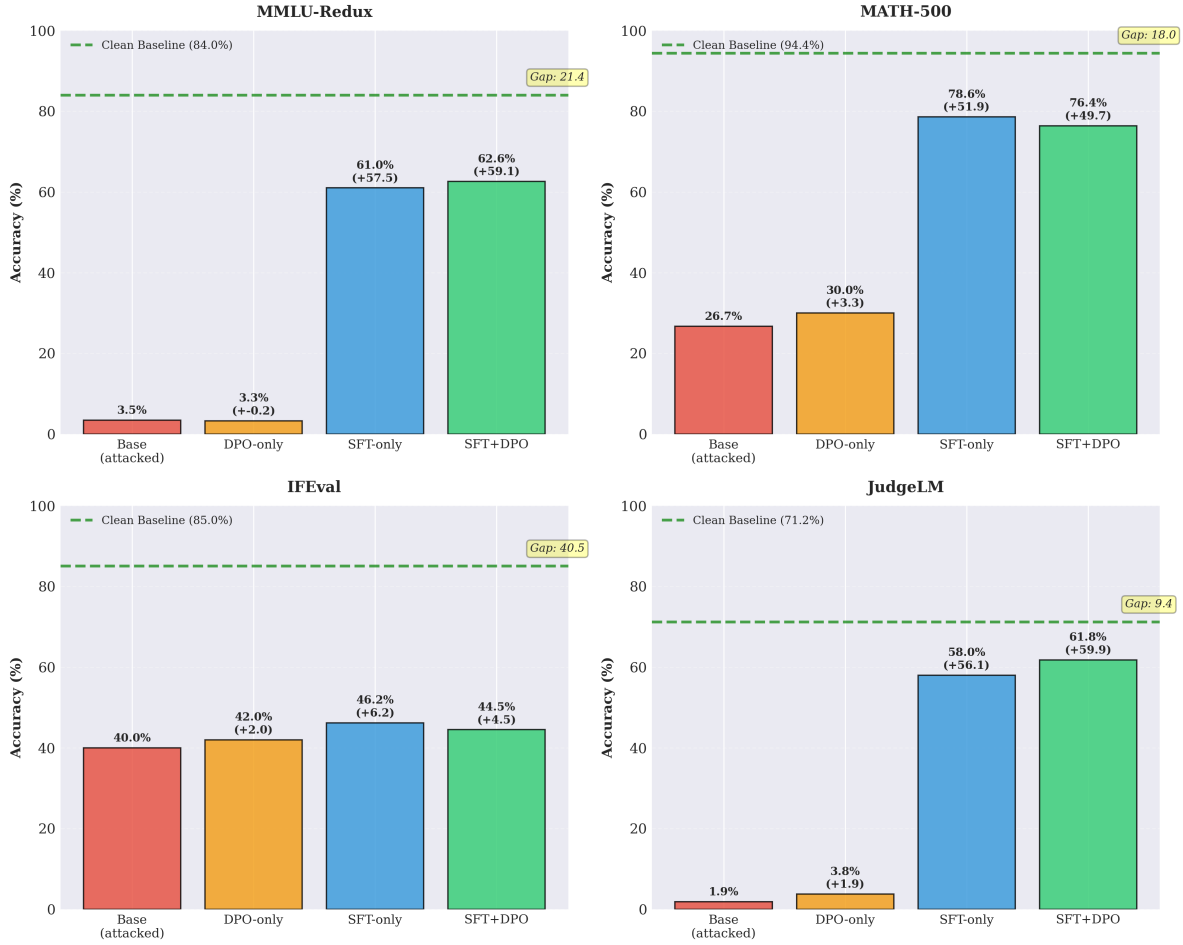 MMLU-Redux
Clean Baseline (84.0%)
Gap: 21.4
Accuracy (%)
100
80
60
40
20
0
3.5%
3.3%
(+-0.2)
61.0%
(+57.5)
62.6%
(+59.1)
Base
(attacked)
DPO-only
SFT-only
SFT+DPO
MATH-500
Clean Baseline (94.4%)
Gap: 18.0
Accuracy (%)
100
80
60
40
20
0
26.7%
30.0%
(+3.3)
78.6%
(+51.9)
76.4%
(+49.7)
Base
(attacked)
DPO-only
SFT-only
SFT+DPO
IFEval
Clean Baseline (85.0%)
Gap: 40.5
Accuracy (%)
100
80
60
40
20
0
40.0%
42.0%
(+2.0)
46.2%
(+6.2)
44.5%
(+4.5)
Base
(attacked)
DPO-only
SFT-only
SFT+DPO
JudgeLM
Clean Baseline (71.2%)
Gap: 9.4
Accuracy (%)
100
80
60
40
20
0
1.9%
3.8%
(+1.9)
58.0%
(+56.1)
61.8%
(+59.9)
Base
(attacked)
DPO-only
SFT-only
SFT+DPO